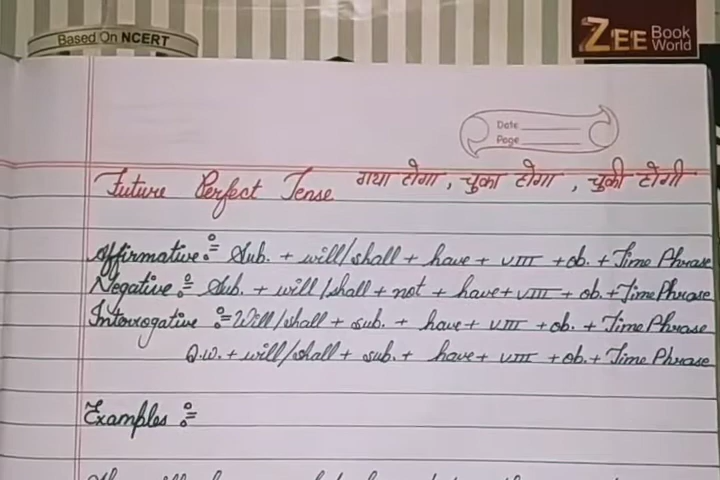 Based On NCERT
ZEE Book World
Date
Page
Future Perfect Tense गया होगा, चुका होगा, चुकी होगी
Affirmative:= Sub. + will/shall + have + VIII + ob. + Time Phrase
Negative:= Sub. + will/shall + not + have + VIII + ob. + Time Phrase
Interrogative:= Will/shall + sub. + have + VIII + ob. + Time Phrase
Q.W. + will/shall + sub. + have + VIII + ob. + Time Phrase
Examples:=